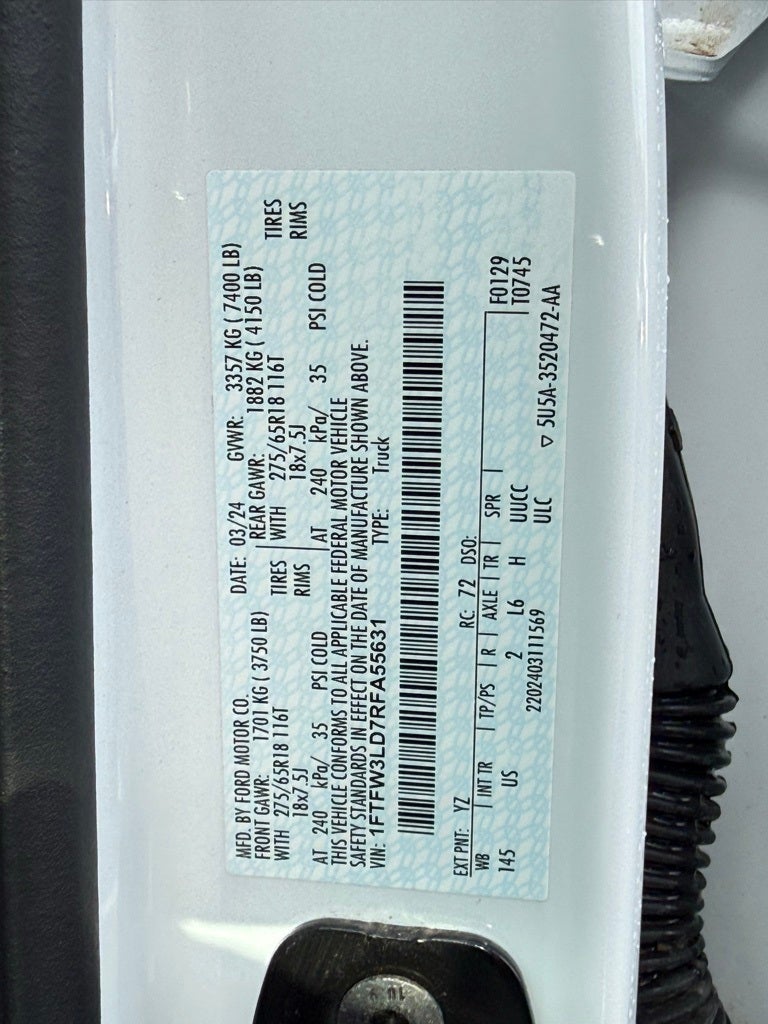 MFD. BY FORD MOTOR CO.
DATE: 03/24 GVWR: 3357 KG ( 7400 LB)
FRONT GAWR: 1701 KG ( 3750 LB) REAR GAWR: 1882 KG ( 4150 LB)
WITH 275/65R18 116T TIRES WITH 275/65R18 116T TIRES
18x7.5J RIMS 18x7.5J RIMS
AT 240 kPa/ 35 PSI COLD AT 240 kPa/ 35 PSI COLD
THIS VEHICLE CONFORMS TO ALL APPLICABLE FEDERAL MOTOR VEHICLE
SAFETY STANDARDS IN EFFECT ON THE DATE OF MANUFACTURE SHOWN ABOVE.
VIN: 1FTFW3LD7RFA55631 TYPE: Truck
EXT PNT: YZ RC: 72 DSO: F0129
WB INT TR TP/PS R AXLE TR SPR T0745
145 US 2 L6 H UUCC
2202403111569 ULC ▽ 5U5A-3520472-AA